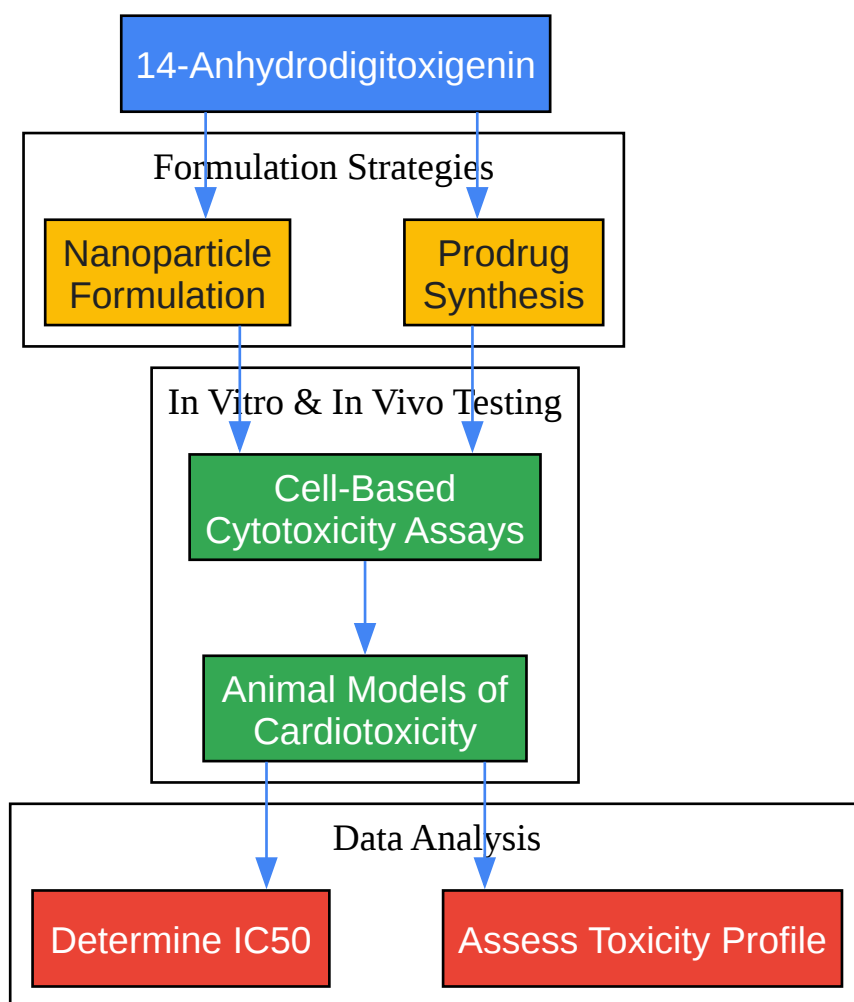 14-Anhydrodigitoxigenin
Formulation Strategies
Nanoparticle
Formulation
Prodrug
Synthesis
In Vitro & In Vivo Testing
Cell-Based
Cytotoxicity Assays
Animal Models of
Cardiotoxicity
Data Analysis
Determine IC50
Assess Toxicity Profile